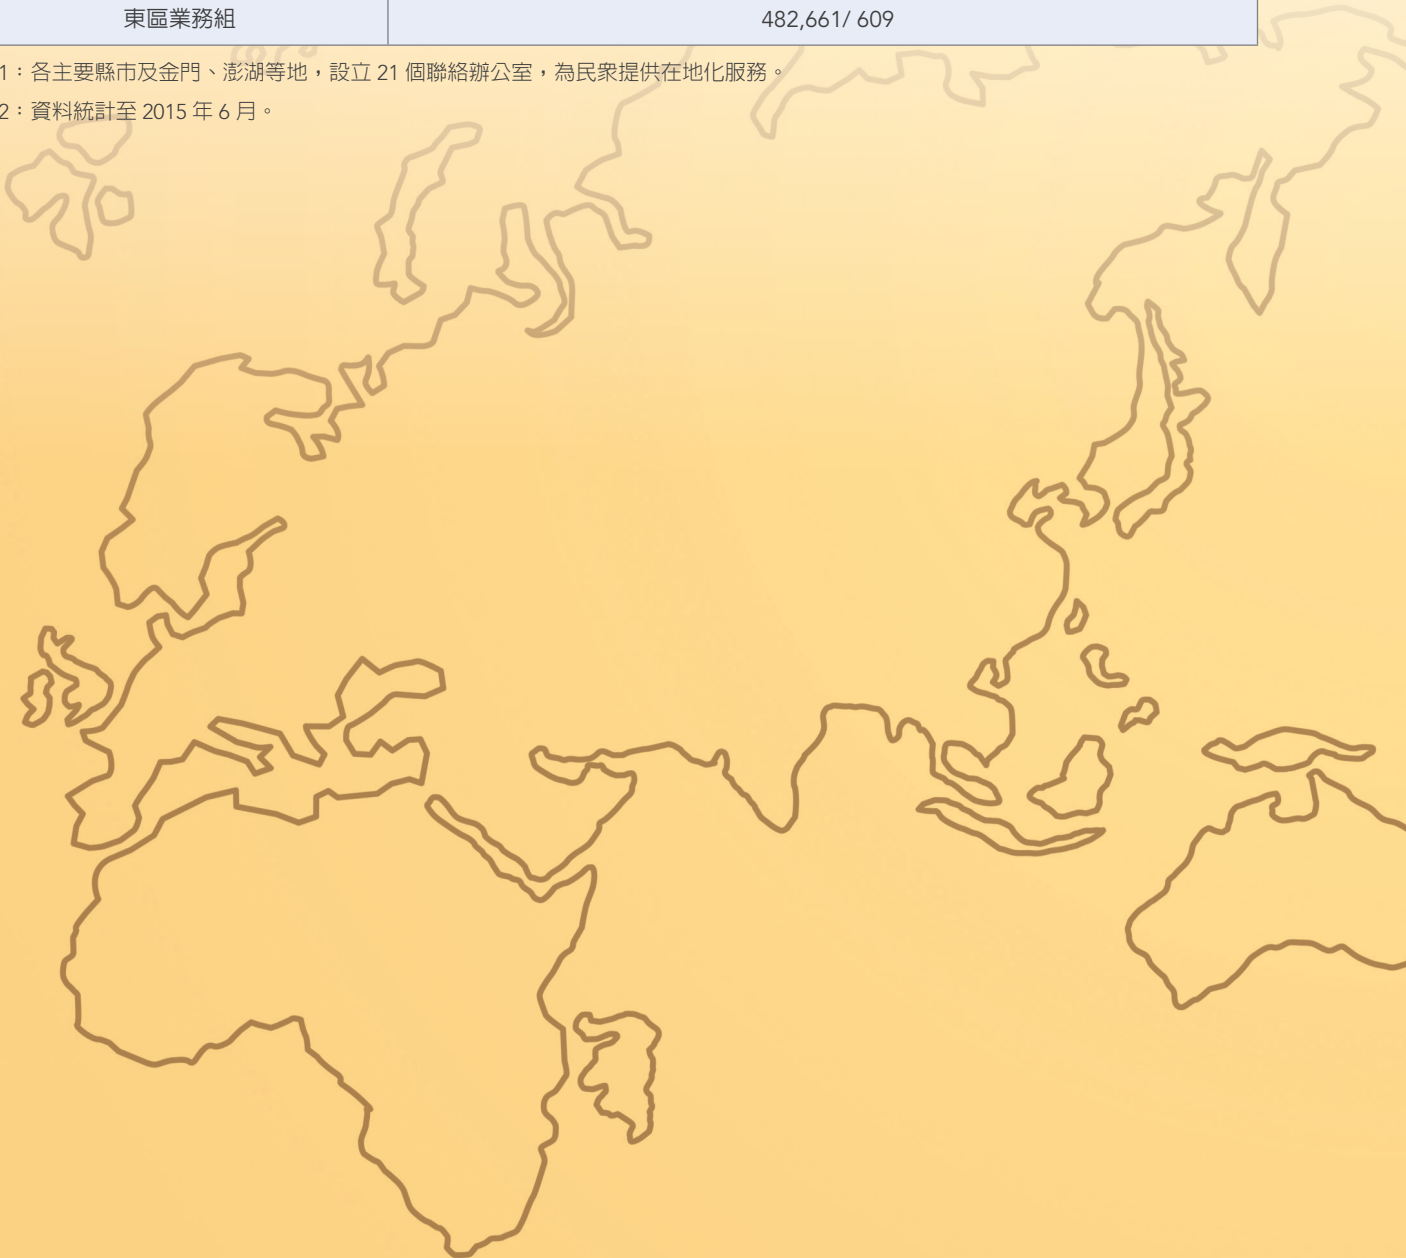 東區業務組 482,661/ 609
1：各主要縣市及金門、澎湖等地，設立 21 個聯絡辦公室，為民眾提供在地化服務。
2：資料統計至 2015 年 6 月。